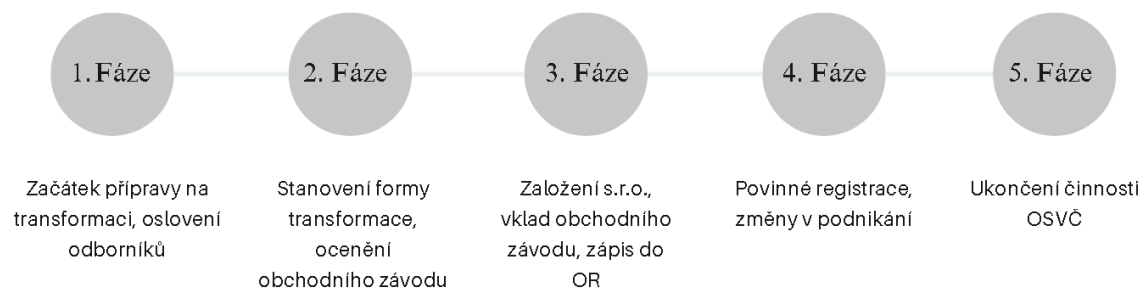 1. Fáze
2. Fáze
3. Fáze
4. Fáze
5. Fáze
Začátek přípravy na
transformaci, oslovení
odborníků
Stanovení formy
transformace,
ocenění
obchodního závodu
Založení s.r.o.,
vklad obchodního
závodu, zápis do
OR
Povinné registrace,
změny v podnikání
Ukončení činnosti
OSVČ